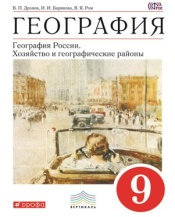 В. П. Дронов, И. И. Баринова, В. Я. Ром
ГЕОГРАФИЯ
География России.
Хозяйство и географические районы
9
ДРОФА
ВЕРТИКАЛЬ